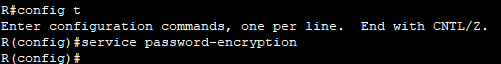 R#config t
Enter configuration commands, one per line.  End with CNTL/Z.
R(config)#service password-encryption
R(config)#